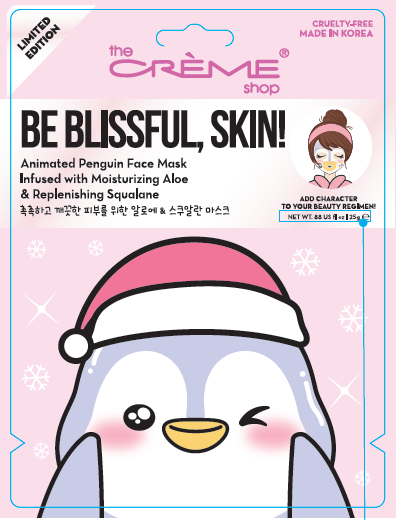 LIMITED
EDITION
CRUELTY-FREE
MADE IN KOREA
the
CRÈME®
shop
BE BLISSFUL, SKIN!
Animated Penguin Face Mask
Infused with Moisturizing Aloe
& Replenishing Squalane
촉촉하고 깨끗한 피부를 위한 알로에 & 스쿠알란 마스크
ADD CHARACTER
TO YOUR BEAUTY REGIMEN!
NET WT. 88 US fl oz | 25g ℮